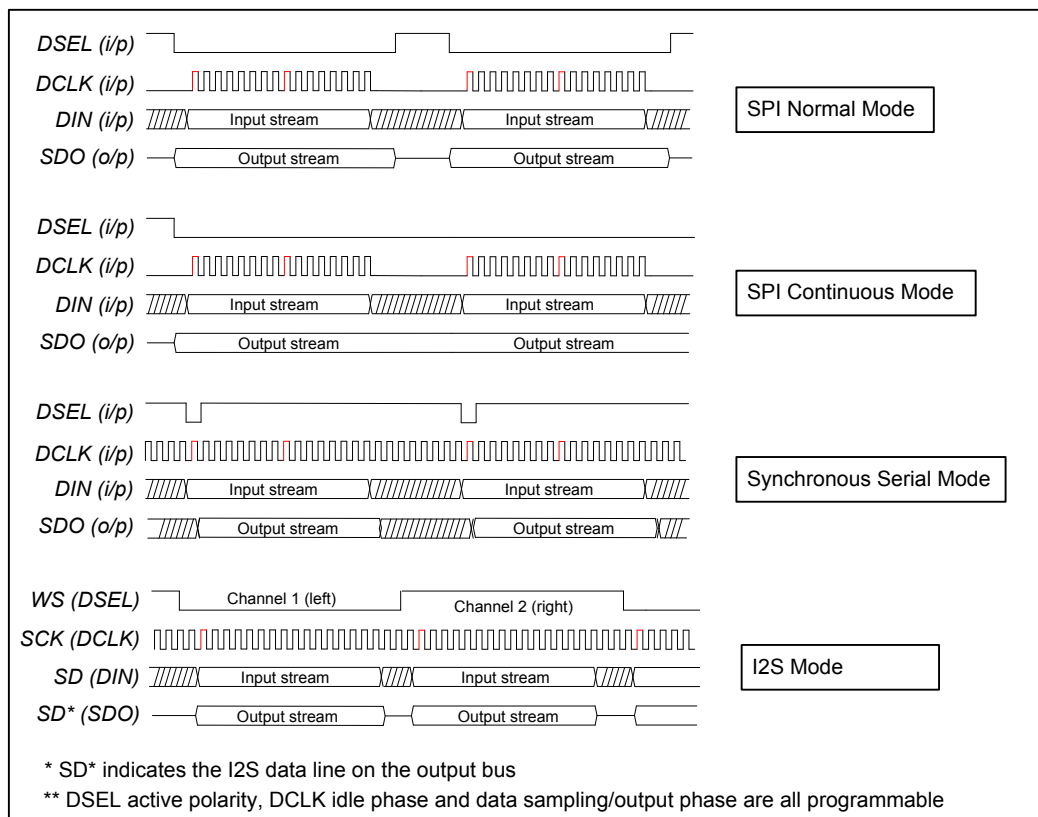 DSEL (i/p)
DCLK (i/p)
DIN (i/p) Input stream Input stream
SDO (o/p) Output stream Output stream
SPI Normal Mode
DSEL (i/p)
DCLK (i/p)
DIN (i/p) Input stream Input stream
SDO (o/p) Output stream Output stream
SPI Continuous Mode
DSEL (i/p)
DCLK (i/p)
DIN (i/p) Input stream Input stream
SDO (o/p) Output stream Output stream
Synchronous Serial Mode
WS (DSEL) Channel 1 (left) Channel 2 (right)
SCK (DCLK)
SD (DIN) Input stream Input stream
SD* (SDO) Output stream Output stream
I2S Mode
* SD* indicates the I2S data line on the output bus
** DSEL active polarity, DCLK idle phase and data sampling/output phase are all programmable